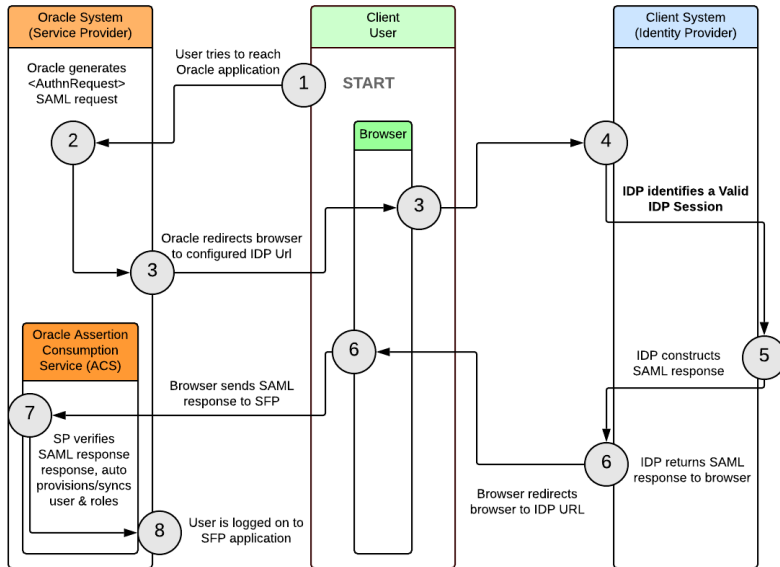 Oracle System
(Service Provider)
Client
User
Client System
(Identity Provider)
User tries to reach
Oracle application
1
START
Oracle generates
<AuthnRequest>
SAML request
2
Browser
4
IDP identifies a Valid
IDP Session
3
Oracle redirects browser
to configured IDP Url
3
Oracle Assertion
Consumption
Service (ACS)
6
5
IDP constructs
SAML response
Browser sends SAML
response to SFP
7
SP verifies
SAML response
response, auto
provisions/syncs
user & roles
6
IDP returns SAML
response to browser
Browser redirects
browser to IDP URL
8
User is logged on to
SFP application